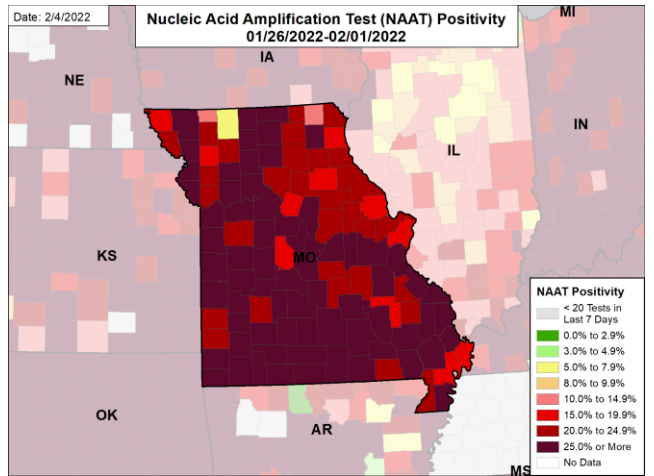 Date: 2/4/2022
Nucleic Acid Amplification Test (NAAT) Positivity
01/26/2022-02/01/2022
MI
IA
NE
IL
IN
KS
MO
OK
AR
MS
NAAT Positivity
< 20 Tests in
Last 7 Days
0.0% to 2.9%
3.0% to 4.9%
5.0% to 7.9%
8.0% to 9.9%
10.0% to 14.9%
15.0% to 19.9%
20.0% to 24.9%
25.0% or More
No Data